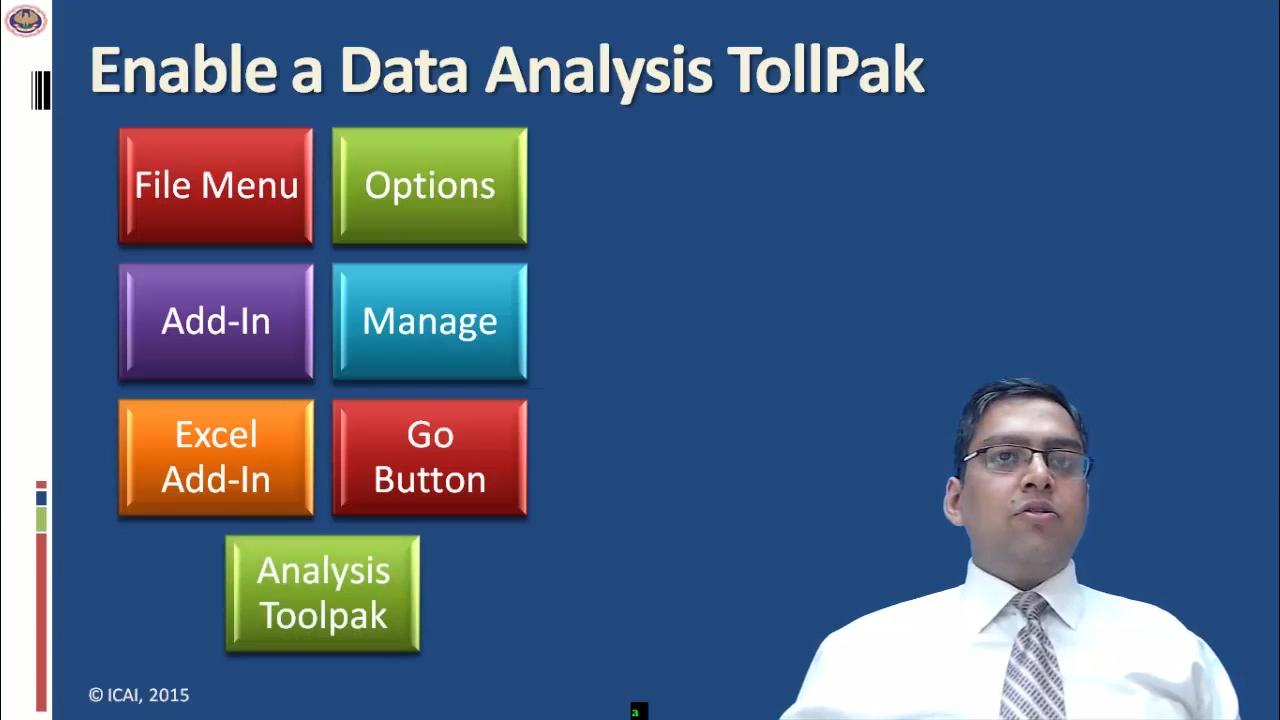 Enable a Data Analysis TollPak
File Menu
Options
Add-In
Manage
Excel
Add-In
Go
Button
Analysis
Toolpak
© ICAI, 2015
a